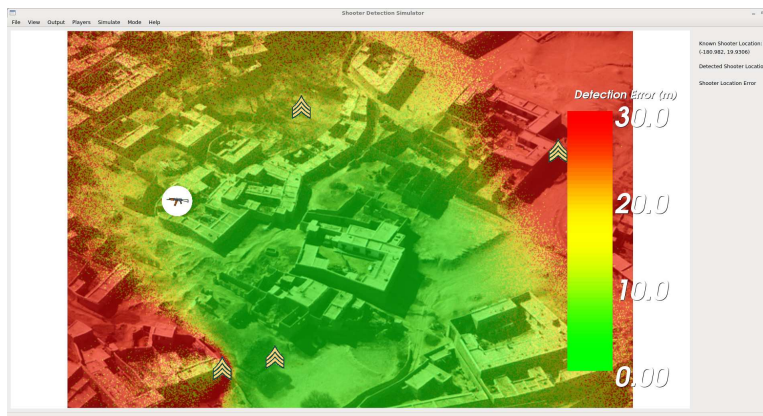 Shooter Detection Simulator
File View Output Players Simulate Mode Help
Known Shooter Location:
(-180.982, 19.9306)
Detected Shooter Locatio
Shooter Location Error
Detection Error (m)
30.0
20.0
10.0
0.00